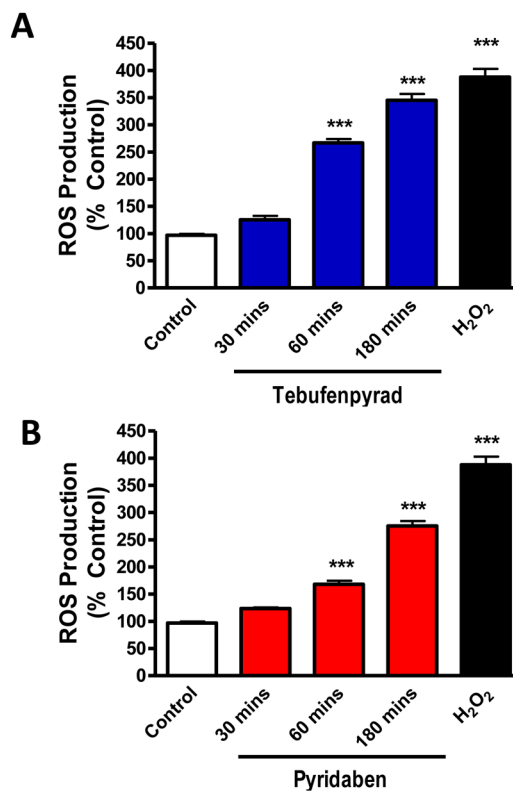 A
ROS Production
(% Control)
450
400
350
300
250
200
150
100
50
0
***
***
***
Control
30 mins
60 mins
180 mins
H₂O₂
Tebufenpyrad
B
ROS Production
(% Control)
450
400
350
300
250
200
150
100
50
0
***
***
***
Control
30 mins
60 mins
180 mins
H₂O₂
Pyridaben